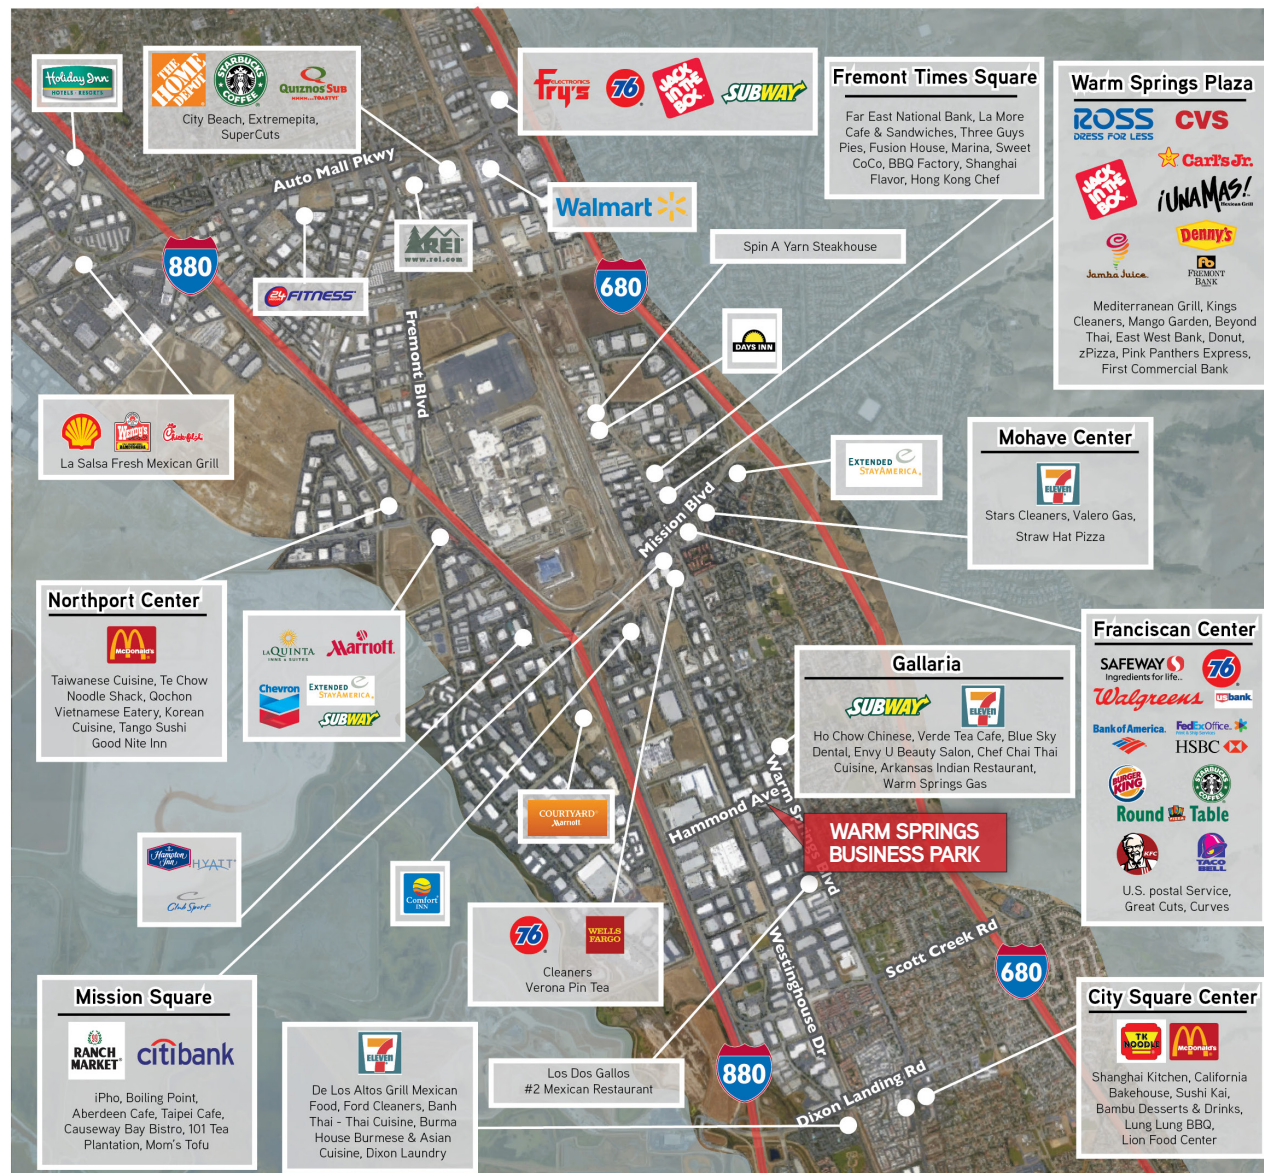 Holiday Inn
HOTELS · RESORTS
THE
HOME
DEPOT
STARBUCKS
COFFEE
QUIZNOS SUB
MMMM...TOASTY!
City Beach, Extremepita,
SuperCuts
Fry's
ELECTRONICS
76
JACK
IN THE
BOX
SUBWAY
Fremont Times Square
Far East National Bank, La More
Cafe & Sandwiches, Three Guys
Pies, Fusion House, Marina, Sweet
CoCo, BBQ Factory, Shanghai
Flavor, Hong Kong Chef
Warm Springs Plaza
ROSS
DRESS FOR LESS
CVS
JACK
IN THE
BOX
Carl's Jr.
¡UNA MAS!
Mexican Grill
Jamba Juice
Denny's
FREMONT
BANK
Mediterranean Grill, Kings
Cleaners, Mango Garden, Beyond
Thai, East West Bank, Donut,
zPizza, Pink Panthers Express,
First Commercial Bank
Auto Mall Pkwy
Walmart
REI
www.rei.com
24
FITNESS
880
680
Spin A Yarn Steakhouse
DAYS INN
Fremont Blvd
Shell
Wendy's
Chick-fil-A
La Salsa Fresh Mexican Grill
EXTENDED
STAYAMERICA
Mohave Center
7
ELEVEN
Stars Cleaners, Valero Gas,
Straw Hat Pizza
Mission Blvd
Northport Center
McDonald's
Taiwanese Cuisine, Te Chow
Noodle Shack, Qochon
Vietnamese Eatery, Korean
Cuisine, Tango Sushi
Good Nite Inn
LAQUINTA
INNS & SUITES
Marriott
Chevron
EXTENDED
STAYAMERICA
SUBWAY
Franciscan Center
SAFEWAY
Ingredients for life..
76
Walgreens
usbank
Bank of America.
FedExOffice.
HSBC
BURGER
KING
STARBUCKS
COFFEE
Round Table
KFC
TACO
BELL
U.S. postal Service,
Great Cuts, Curves
Gallaria
SUBWAY
7
ELEVEN
Ho Chow Chinese, Verde Tea Cafe, Blue Sky
Dental, Envy U Beauty Salon, Chef Chai Thai
Cuisine, Arkansas Indian Restaurant,
Warm Springs Gas
COURTYARD
Marriott
Hammond Ave
Warm Springs Blvd
WARM SPRINGS
BUSINESS PARK
Hampton
Inn
HYATT
Club Sport
Comfort
INN
76
WELLS
FARGO
Cleaners
Verona Pin Tea
Westinghouse Dr
Scott Creek Rd
680
Mission Square
99
RANCH
MARKET
citibank
iPho, Boiling Point,
Aberdeen Cafe, Taipei Cafe,
Causeway Bay Bistro, 101 Tea
Plantation, Mom's Tofu
7
ELEVEN
De Los Altos Grill Mexican
Food, Ford Cleaners, Banh
Thai - Thai Cuisine, Burma
House Burmese & Asian
Cuisine, Dixon Laundry
Los Dos Gallos
#2 Mexican Restaurant
880
Dixon Landing Rd
City Square Center
TK
NOODLE
McDonald's
Shanghai Kitchen, California
Bakehouse, Sushi Kai,
Bambu Desserts & Drinks,
Lung Lung BBQ,
Lion Food Center